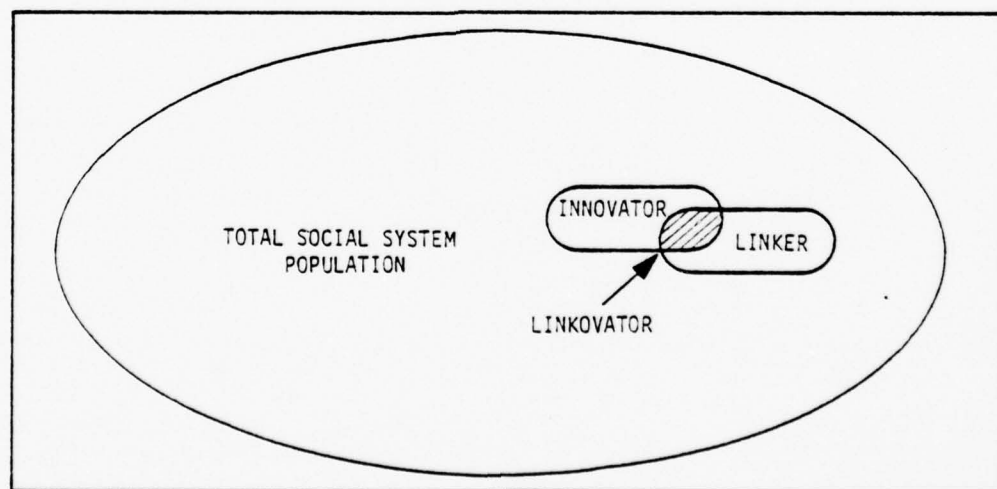 TOTAL SOCIAL SYSTEM
POPULATION
INNOVATOR
LINKER
LINKOVATOR